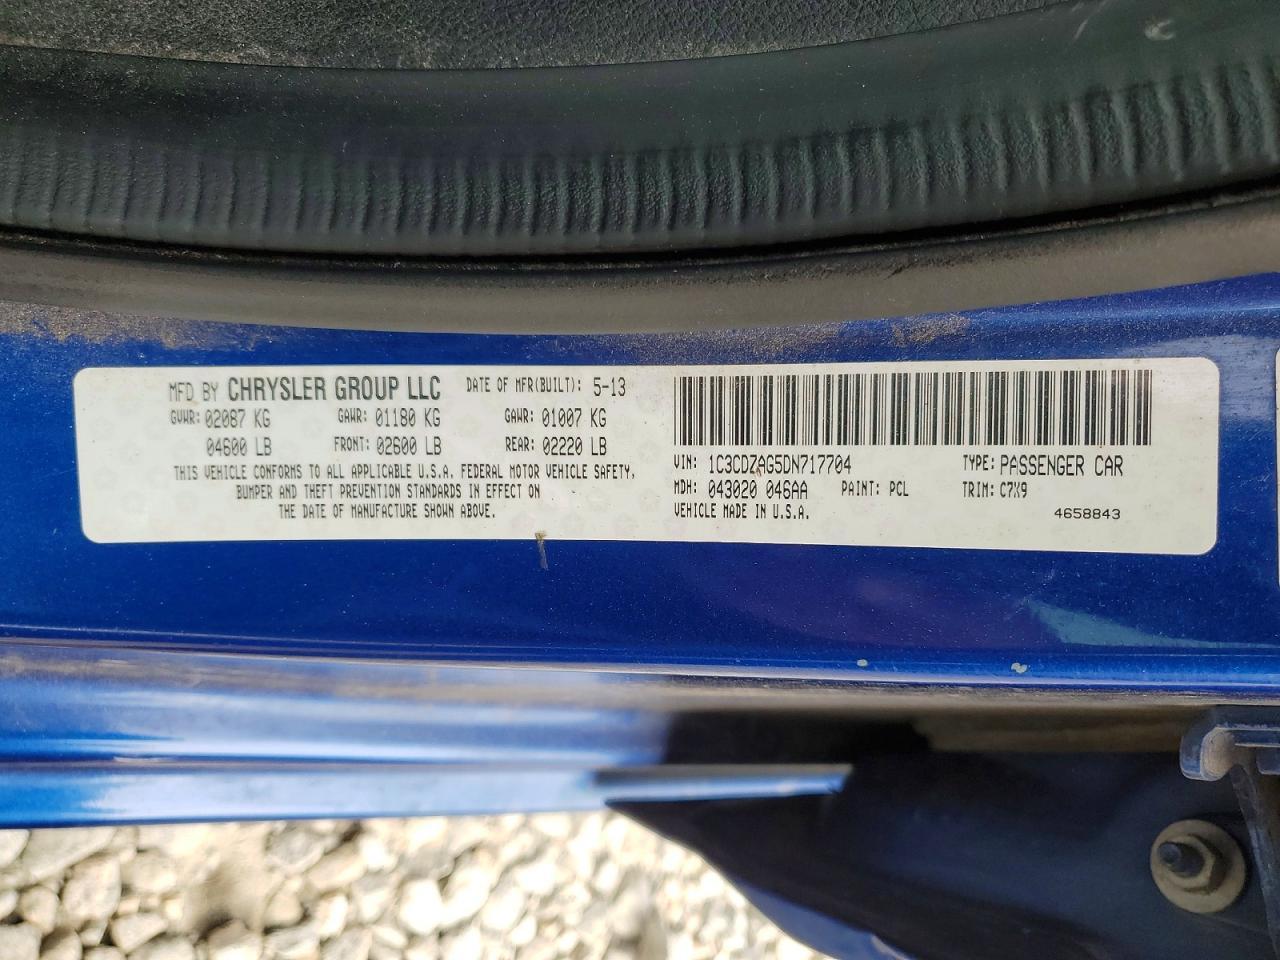 MFD BY CHRYSLER GROUP LLC DATE OF MFR(BUILT): 5-13
GVWR: 02087 KG GAWR: 01180 KG GAWR: 01007 KG
04600 LB FRONT: 02600 LB REAR: 02220 LB
THIS VEHICLE CONFORMS TO ALL APPLICABLE U.S.A. FEDERAL MOTOR VEHICLE SAFETY,
BUMPER AND THEFT PREVENTION STANDARDS IN EFFECT ON
THE DATE OF MANUFACTURE SHOWN ABOVE.
VIN: 1C3CDZAG5DN717704 TYPE: PASSENGER CAR
MDH: 043020 046AA PAINT: PCL TRIM: C7X9
VEHICLE MADE IN U.S.A. 4658843